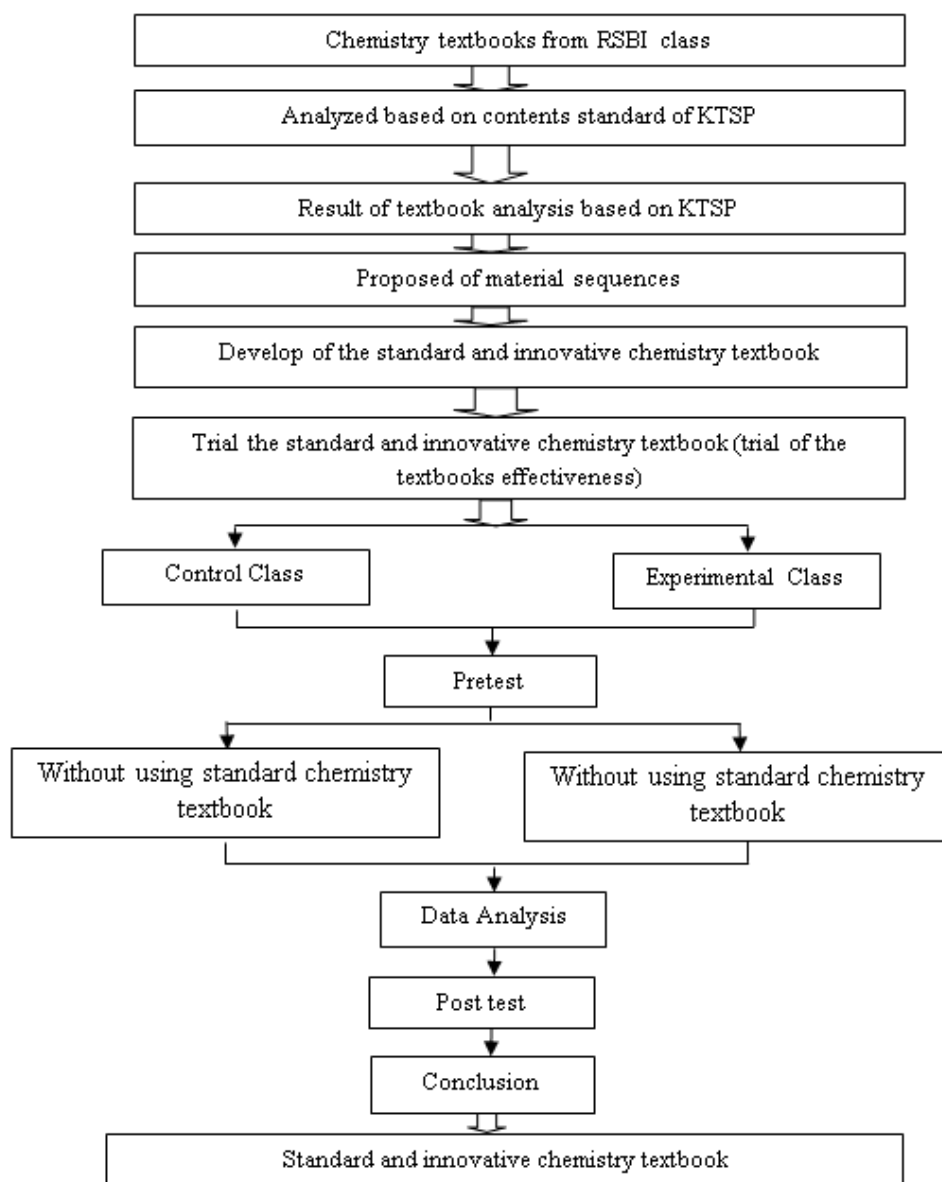 Chemistry textbooks from RSBI class
Analyzed based on contents standard of KTSP
Result of textbook analysis based on KTSP
Proposed of material sequences
Develop of the standard and innovative chemistry textbook
Trial the standard and innovative chemistry textbook (trial of the
textbooks effectiveness)
Control Class
Experimental Class
Pretest
Without using standard chemistry
textbook
Without using standard chemistry
textbook
Data Analysis
Post test
Conclusion
Standard and innovative chemistry textbook